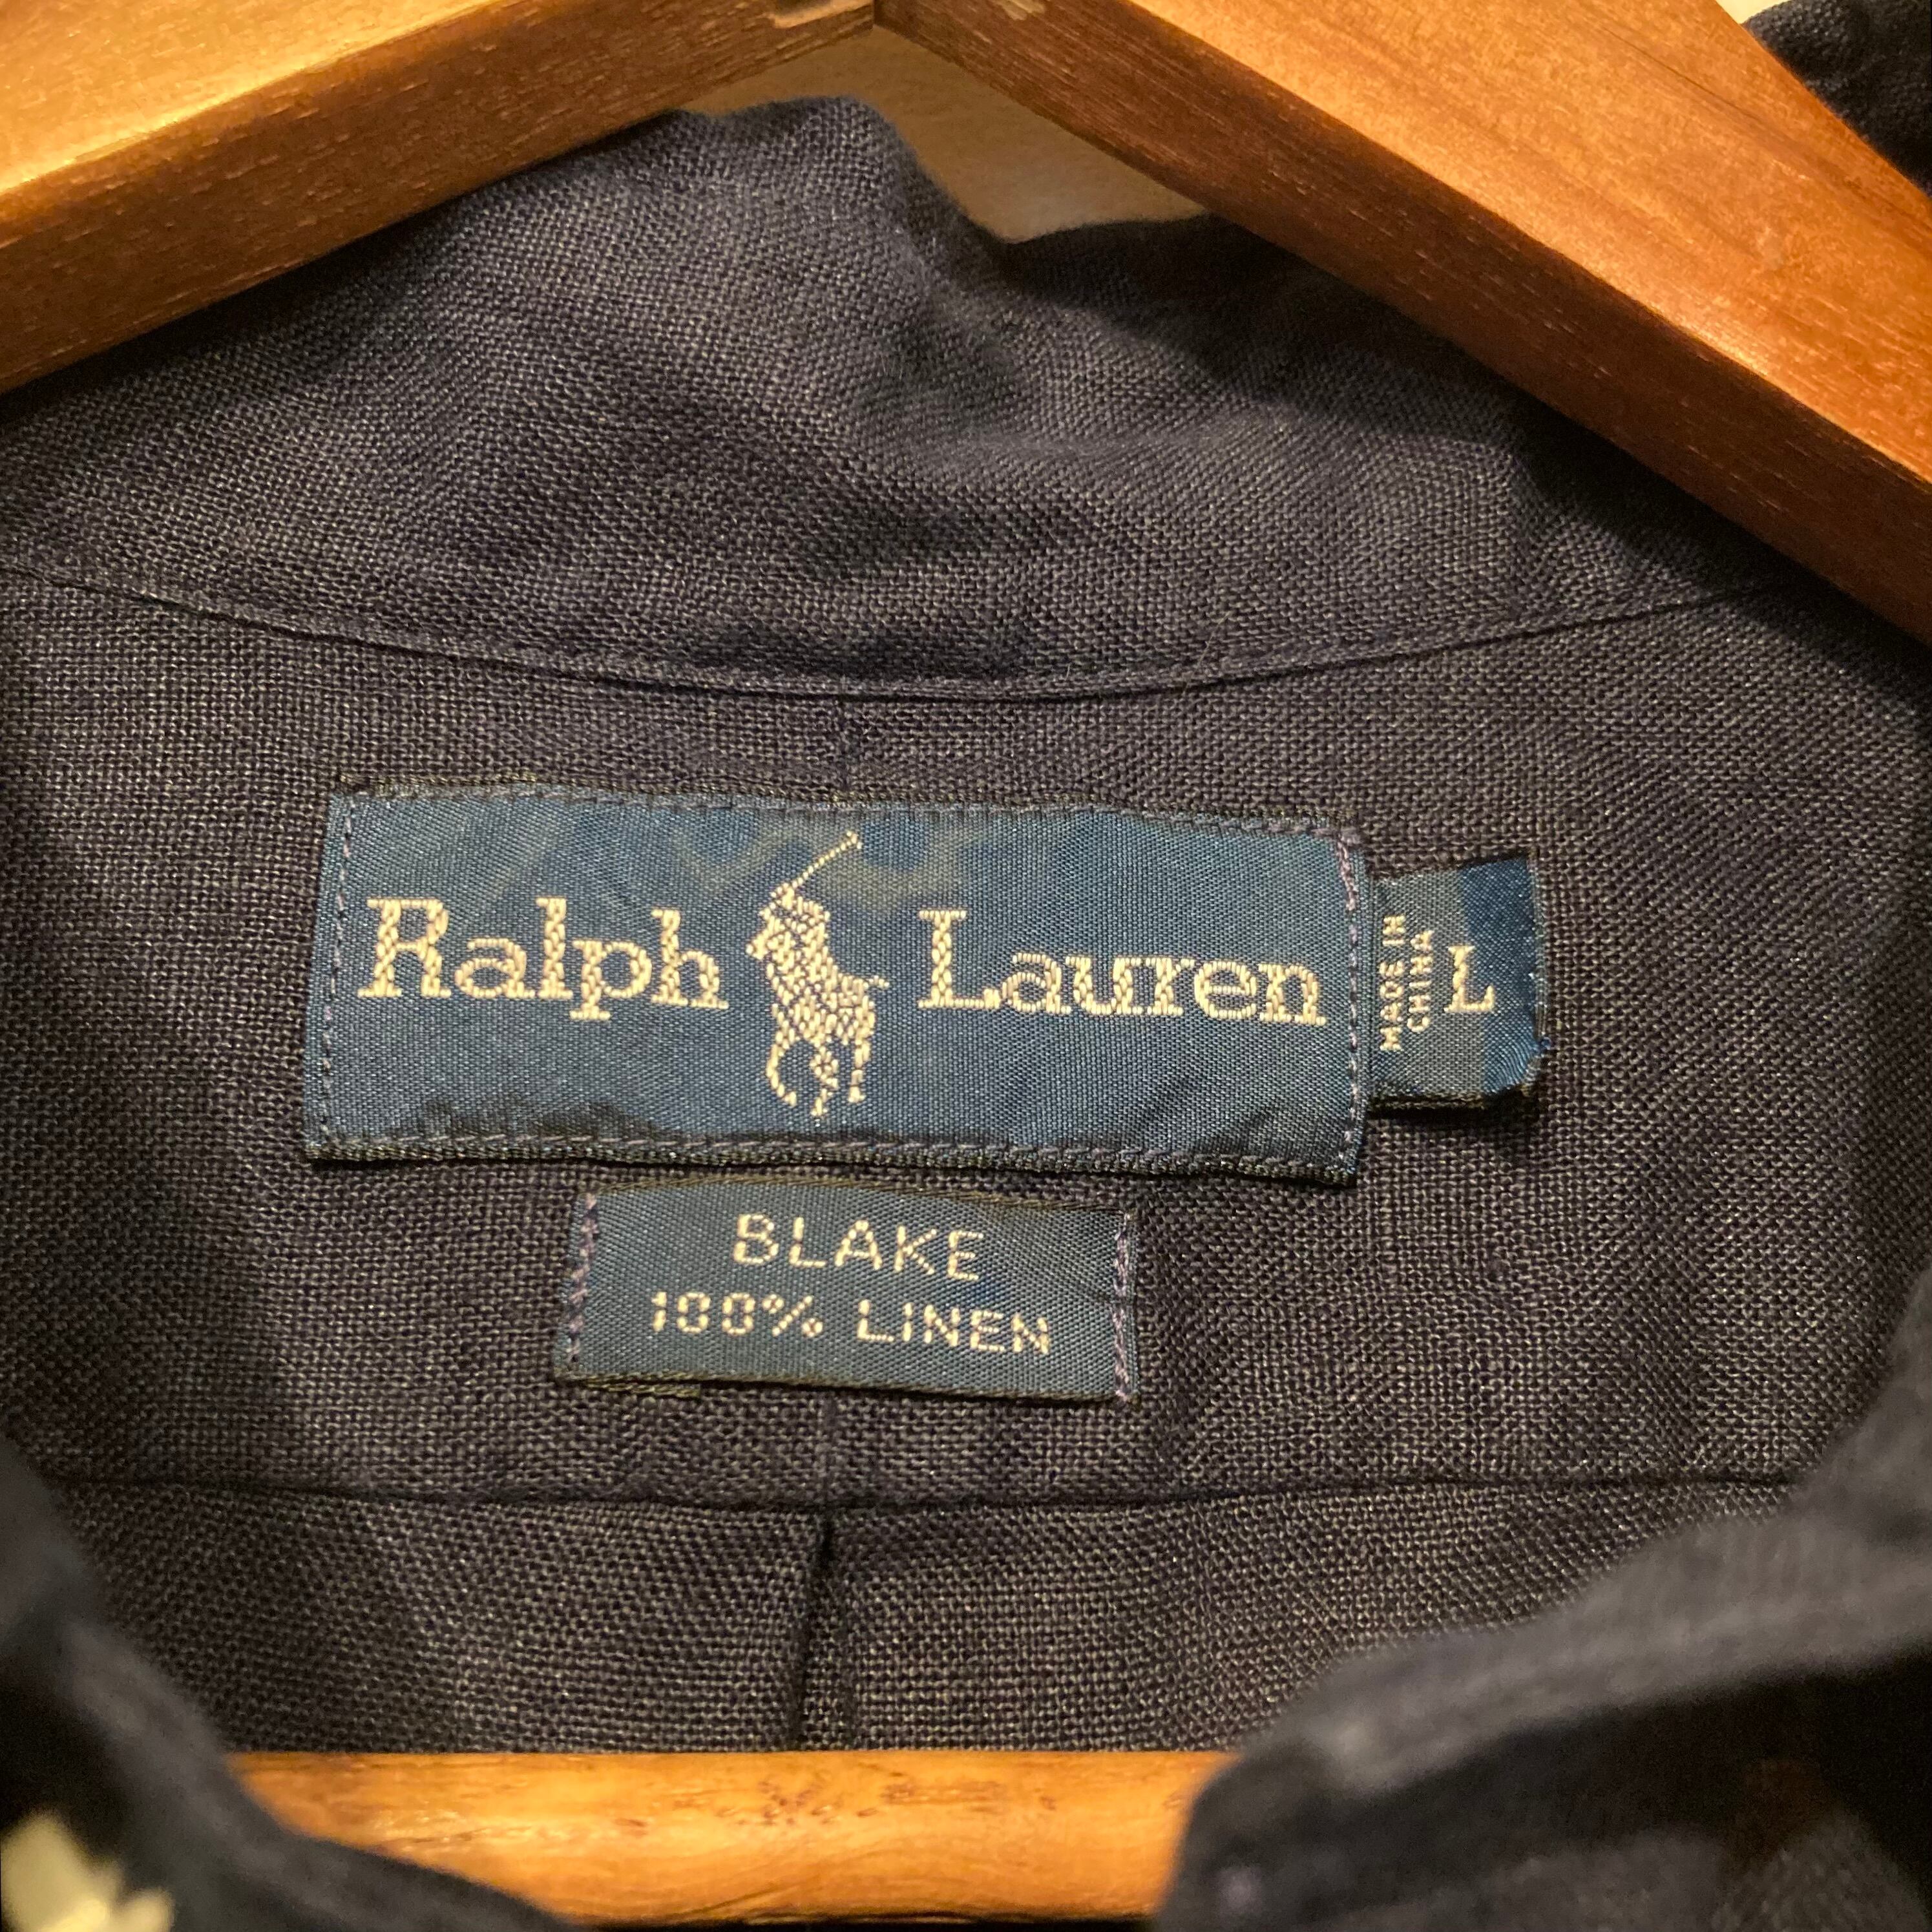 Ralph Lauren
MADE IN
CHINA
L
BLAKE
100% LINEN